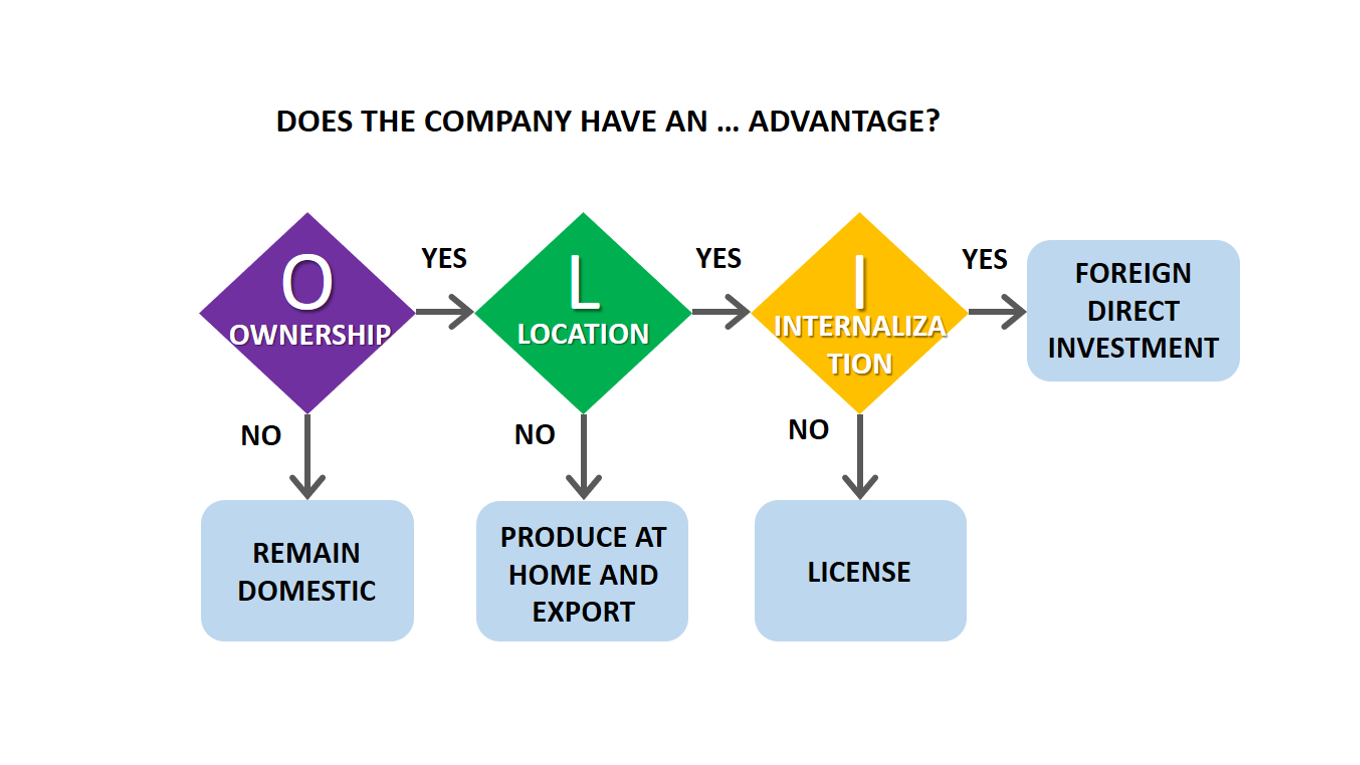 DOES THE COMPANY HAVE AN ... ADVANTAGE?
O
OWNERSHIP
YES
L
LOCATION
YES
I
INTERNALIZA
TION
YES
FOREIGN
DIRECT
INVESTMENT
NO
NO
NO
REMAIN
DOMESTIC
PRODUCE AT
HOME AND
EXPORT
LICENSE